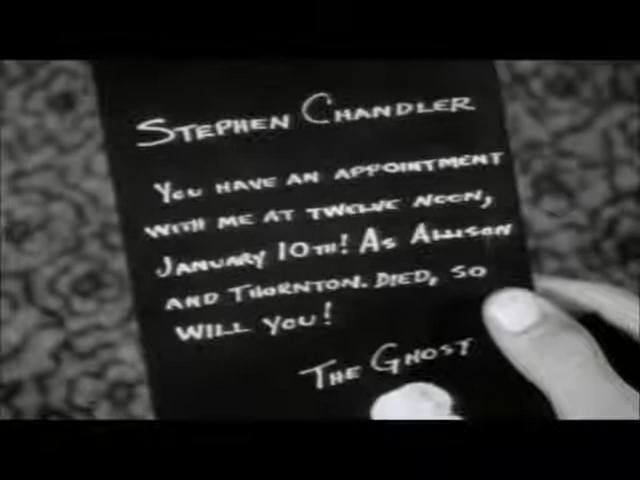 STEPHEN CHANDLER
YOU HAVE AN APPOINTMENT
WITH ME AT TWELVE NOON,
JANUARY 10TH! AS ALLISON
AND THORNTON. DIED, SO
WILL YOU!
THE GHOST